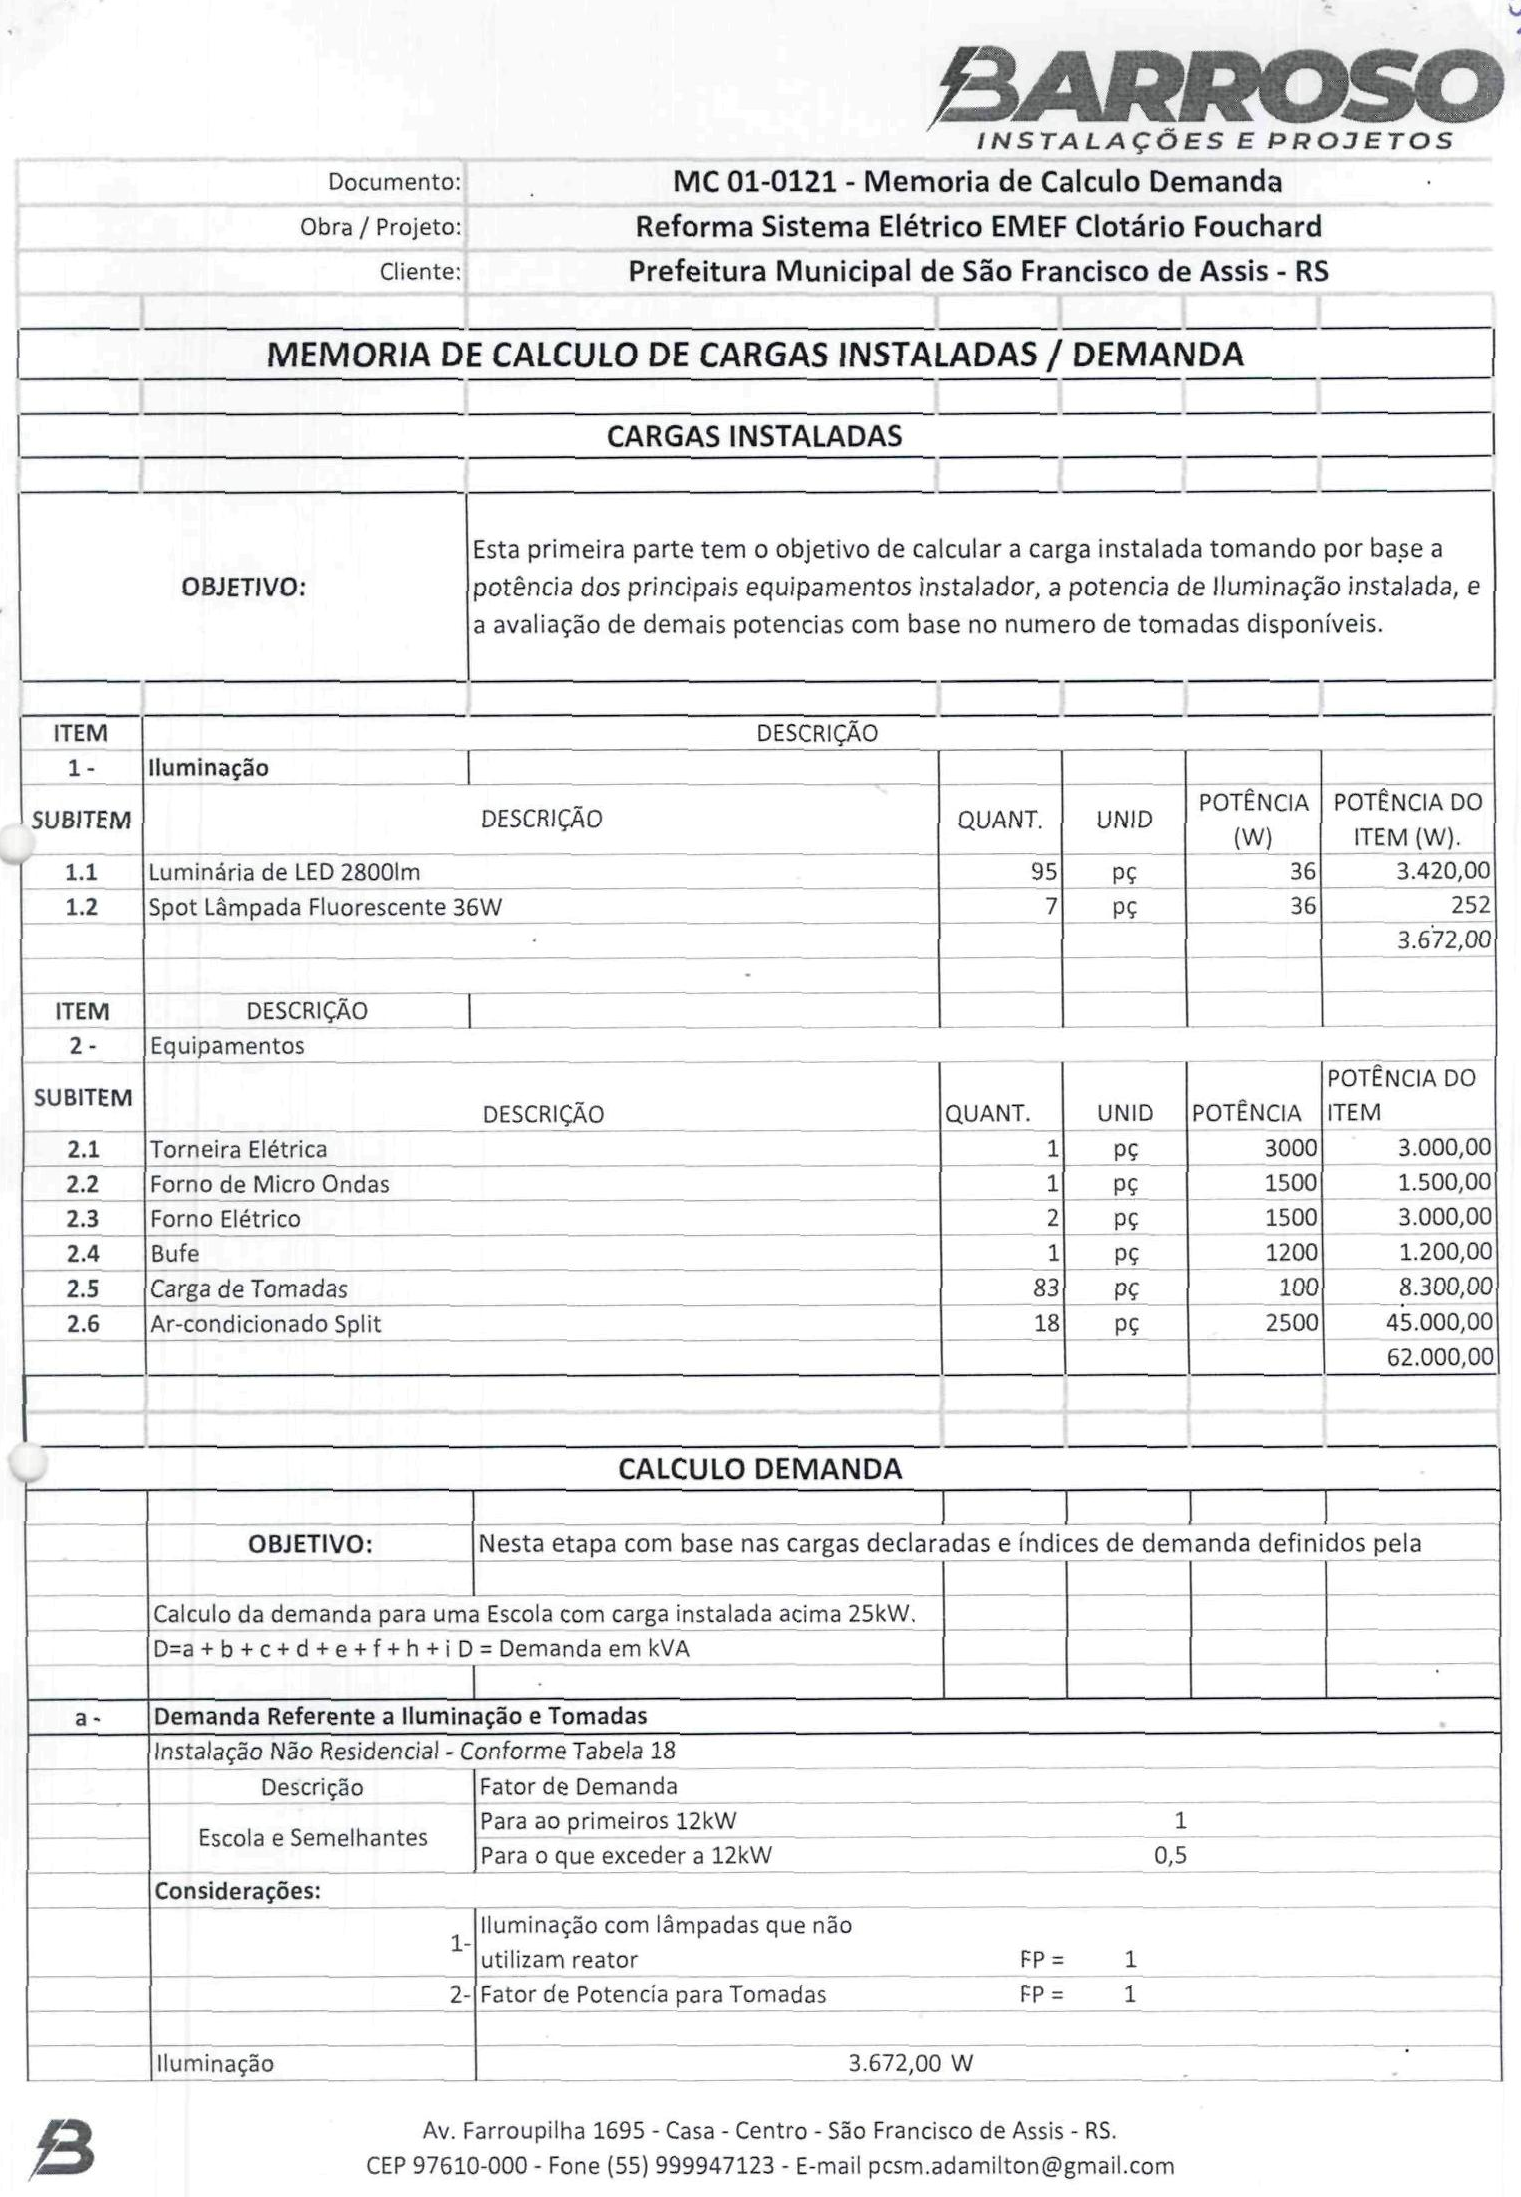 BARROSO
INSTALAÇÕES E PROJETOS
Documento: MC 01-0121 - Memoria de Calculo Demanda
Obra / Projeto: Reforma Sistema Elétrico EMEF Clotário Fouchard
Cliente: Prefeitura Municipal de São Francisco de Assis - RS
MEMORIA DE CALCULO DE CARGAS INSTALADAS / DEMANDA
CARGAS INSTALADAS
OBJETIVO:
Esta primeira parte tem o objetivo de calcular a carga instalada tomando por base a
potência dos principais equipamentos instalador, a potencia de Iluminação instalada, e
a avaliação de demais potencias com base no numero de tomadas disponíveis.
ITEM DESCRIÇÃO
1 - Iluminação
SUBITEM DESCRIÇÃO QUANT. UNID POTÊNCIA (W) POTÊNCIA DO ITEM (W).
1.1 Luminária de LED 2800lm 95 pç 36 3.420,00
1.2 Spot Lâmpada Fluorescente 36W 7 pç 36 252
3.672,00
ITEM DESCRIÇÃO
2 - Equipamentos
SUBITEM DESCRIÇÃO QUANT. UNID POTÊNCIA POTÊNCIA DO ITEM
2.1 Torneira Elétrica 1 pç 3000 3.000,00
2.2 Forno de Micro Ondas 1 pç 1500 1.500,00
2.3 Forno Elétrico 2 pç 1500 3.000,00
2.4 Bufe 1 pç 1200 1.200,00
2.5 Carga de Tomadas 83 pç 100 8.300,00
2.6 Ar-condicionado Split 18 pç 2500 45.000,00
62.000,00
CALCULO DEMANDA
OBJETIVO: Nesta etapa com base nas cargas declaradas e índices de demanda definidos pela
Calculo da demanda para uma Escola com carga instalada acima 25kW.
D=a + b + c + d + e + f + h + i D = Demanda em kVA
a - Demanda Referente a Iluminação e Tomadas
Instalação Não Residencial - Conforme Tabela 18
Descrição Fator de Demanda
Escola e Semelhantes
Para ao primeiros 12kW 1
Para o que exceder a 12kW 0,5
Considerações:
1- Iluminação com lâmpadas que não
utilizam reator FP = 1
2- Fator de Potencia para Tomadas FP = 1
Iluminação 3.672,00 W
B
Av. Farroupilha 1695 - Casa - Centro - São Francisco de Assis - RS.
CEP 97610-000 - Fone (55) 999947123 - E-mail pcsm.adamilton@gmail.com